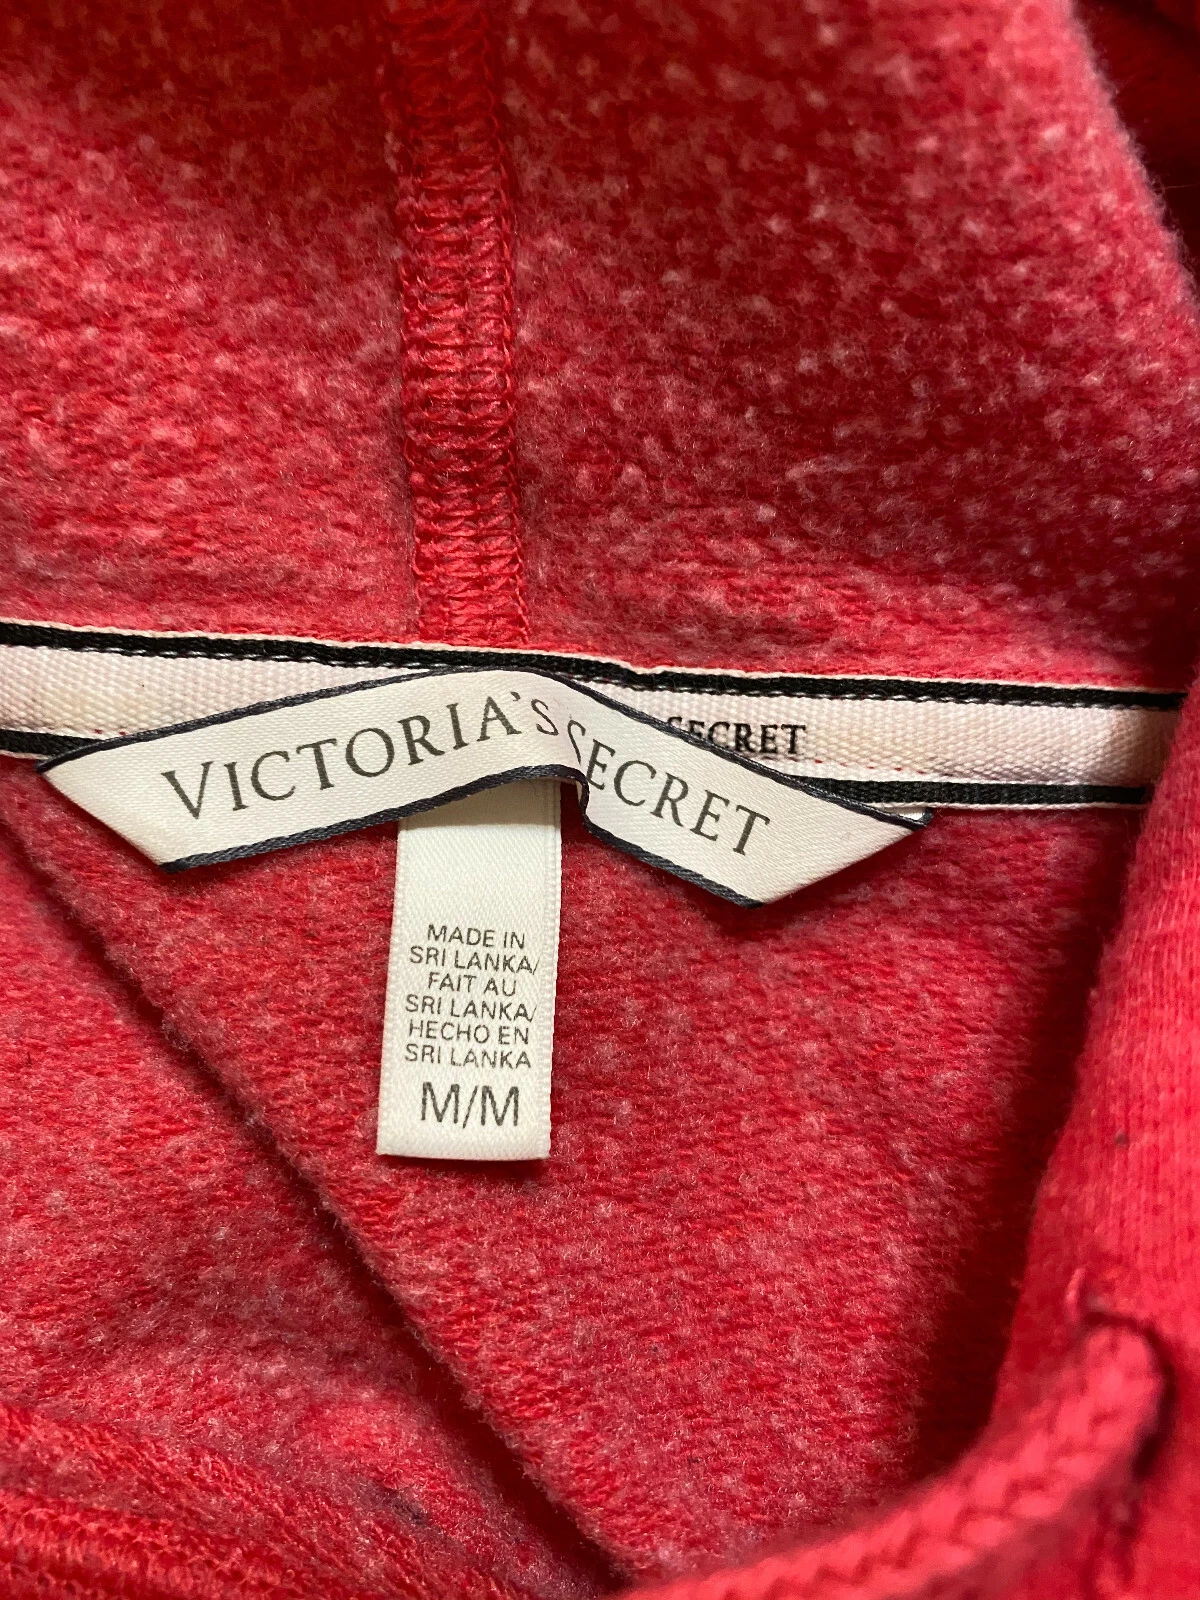 VICTORIA'S SECRET
SECRET
MADE IN
SRI LANKA/
FAIT AU
SRI LANKA/
HECHO EN
SRI LANKA
M/M